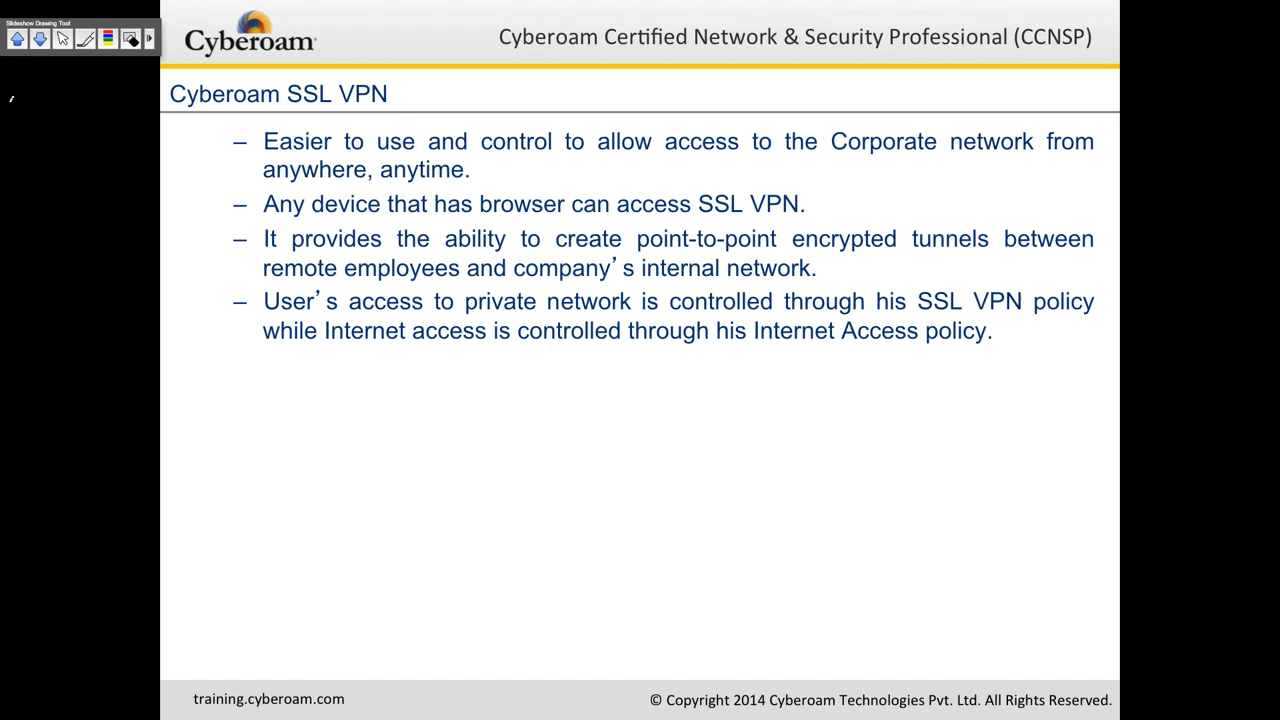 Slideshow Drawing Tool
Cyberoam
Cyberoam Certified Network & Security Professional (CCNSP)
Cyberoam SSL VPN
– Easier to use and control to allow access to the Corporate network from
anywhere, anytime.
– Any device that has browser can access SSL VPN.
– It provides the ability to create point-to-point encrypted tunnels between
remote employees and company’s internal network.
– User’s access to private network is controlled through his SSL VPN policy
while Internet access is controlled through his Internet Access policy.
training.cyberoam.com
© Copyright 2014 Cyberoam Technologies Pvt. Ltd. All Rights Reserved.